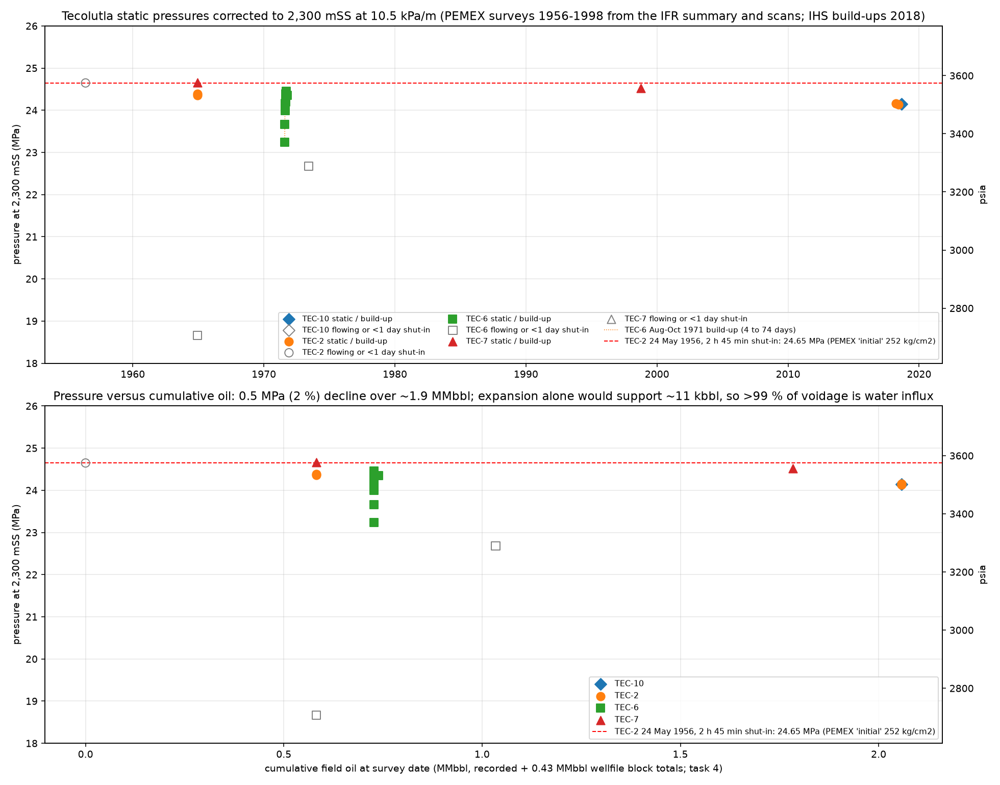 Tecolutla static pressures corrected to 2,300 mSS at 10.5 kPa/m (PEMEX surveys 1956-1998 from the IFR summary and scans; IHS build-ups 2018)
26
25
24
23
22
21
20
19
18
pressure at 2,300 mSS (MPa)
3600
3400
3200
3000
2800
psia
TEC-10 static / build-up
TEC-10 flowing or <1 day shut-in
TEC-2 static / build-up
TEC-2 flowing or <1 day shut-in
TEC-6 static / build-up
TEC-6 flowing or <1 day shut-in
TEC-7 static / build-up
TEC-7 flowing or <1 day shut-in
TEC-6 Aug-Oct 1971 build-up (4 to 74 days)
TEC-2 24 May 1956, 2 h 45 min shut-in: 24.65 MPa (PEMEX 'initial' 252 kg/cm2)
1960 1970 1980 1990 2000 2010 2020
Pressure versus cumulative oil: 0.5 MPa (2 %) decline over ~1.9 MMbbl; expansion alone would support ~11 kbbl, so >99 % of voidage is water influx
26
25
24
23
22
21
20
19
18
pressure at 2,300 mSS (MPa)
3600
3400
3200
3000
2800
psia
TEC-10
TEC-2
TEC-6
TEC-7
TEC-2 24 May 1956, 2 h 45 min shut-in: 24.65 MPa (PEMEX 'initial' 252 kg/cm2)
0.0 0.5 1.0 1.5 2.0
cumulative field oil at survey date (MMbbl, recorded + 0.43 MMbbl wellfile block totals; task 4)